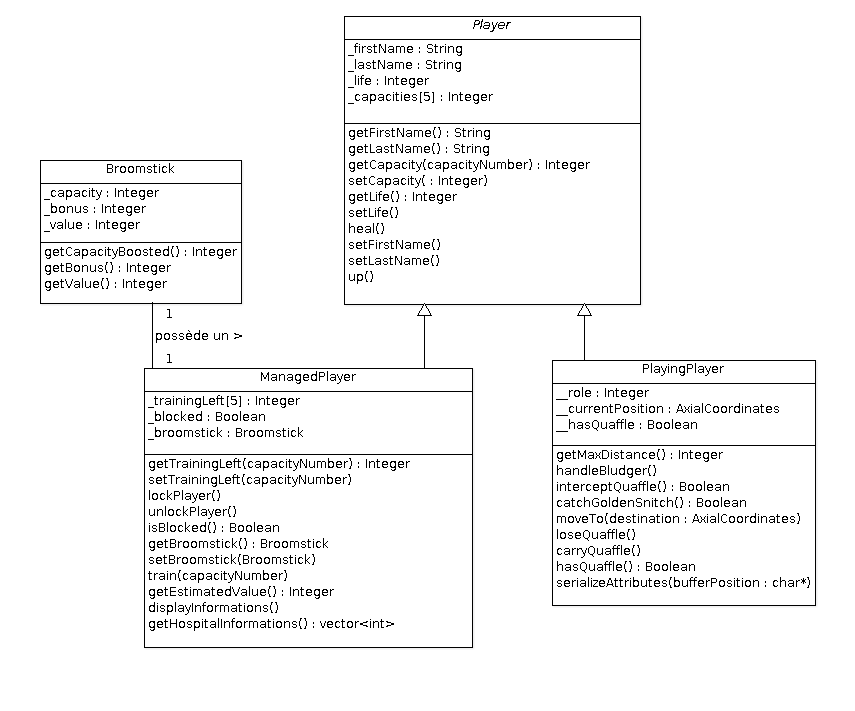 Player
_firstName : String
_lastName : String
_life : Integer
_capacities[5] : Integer
getFirstName() : String
getLastName() : String
getCapacity(capacityNumber) : Integer
setCapacity( : Integer)
getLife() : Integer
setLife()
heal()
setFirstName()
setLastName()
up()
Broomstick
_capacity : Integer
_bonus : Integer
_value : Integer
getCapacityBoosted() : Integer
getBonus() : Integer
getValue() : Integer
1
possède un >
1
ManagedPlayer
_trainingLeft[5] : Integer
_blocked : Boolean
_broomstick : Broomstick
getTrainingLeft(capacityNumber) : Integer
setTrainingLeft(capacityNumber)
lockPlayer()
unlockPlayer()
isBlocked() : Boolean
getBroomstick() : Broomstick
setBroomstick(Broomstick)
train(capacityNumber)
getEstimatedValue() : Integer
displayInformations()
getHospitalInformations() : vector<int>
PlayingPlayer
__role : Integer
__currentPosition : AxialCoordinates
__hasQuaffle : Boolean
getMaxDistance() : Integer
handleBludger()
interceptQuaffle() : Boolean
catchGoldenSnitch() : Boolean
moveTo(destination : AxialCoordinates)
loseQuaffle()
carryQuaffle()
hasQuaffle() : Boolean
serializeAttributes(bufferPosition : char*)